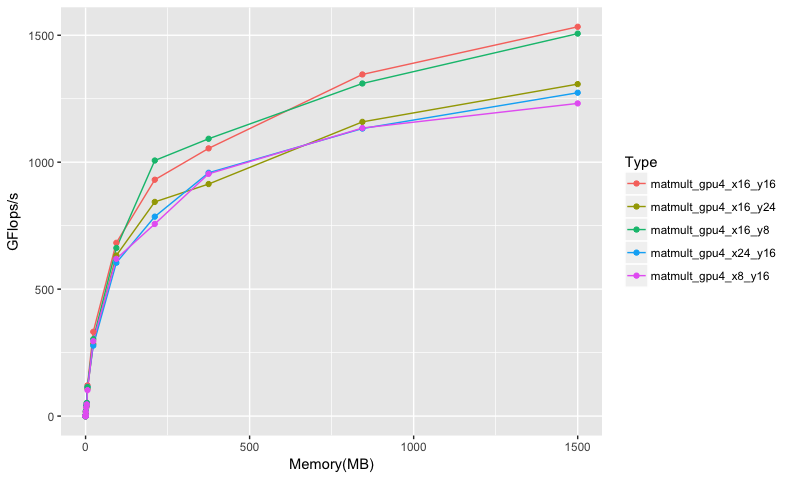 1500
1000
500
0
GFlops/s
0 500 1000 1500
Memory(MB)
Type
matmult_gpu4_x16_y16
matmult_gpu4_x16_y24
matmult_gpu4_x16_y8
matmult_gpu4_x24_y16
matmult_gpu4_x8_y16